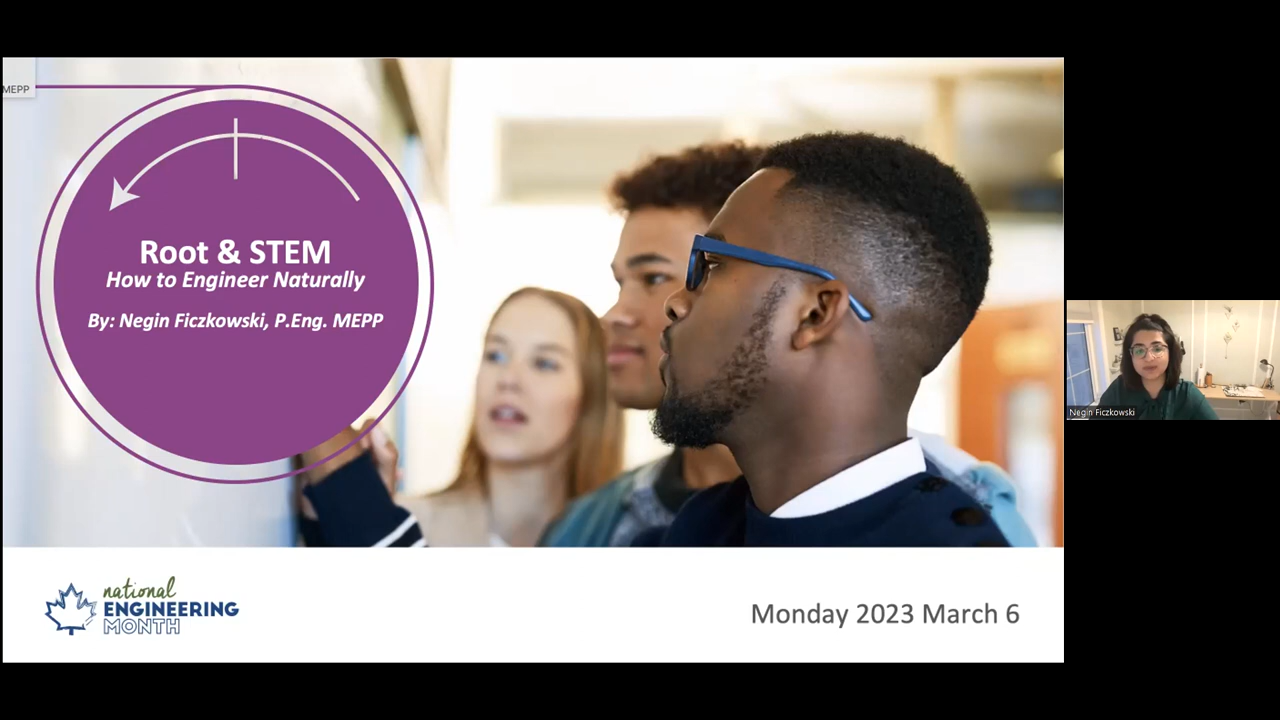 MEPP
Root & STEM
How to Engineer Naturally
By: Negin Ficzkowski, P.Eng. MEPP
national
ENGINEERING
MONTH
Monday 2023 March 6
Negin Ficzkowski